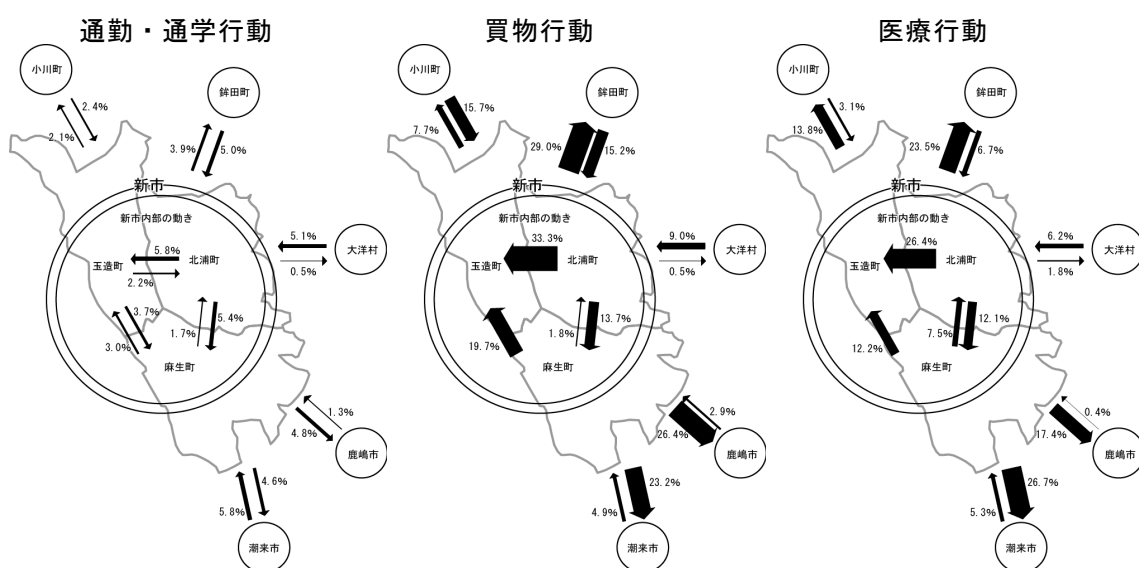 通勤・通学行動
小川町
鉾田町
2.4%
2.1%
3.9%
5.0%
新市
新市内部の動き
5.1%
大洋村
0.5%
5.8%
玉造町
北浦町
2.2%
3.7%
3.0%
1.7%
5.4%
麻生町
1.3%
4.8%
鹿嶋市
4.6%
5.8%
潮来市
買物行動
小川町
鉾田町
15.7%
7.7%
29.0%
15.2%
新市
新市内部の動き
9.0%
大洋村
0.5%
33.3%
玉造町
北浦町
19.7%
1.8%
13.7%
麻生町
2.9%
26.4%
鹿嶋市
23.2%
4.9%
潮来市
医療行動
小川町
鉾田町
3.1%
13.8%
23.5%
6.7%
新市
新市内部の動き
6.2%
大洋村
1.8%
26.4%
玉造町
北浦町
12.2%
7.5%
12.1%
麻生町
0.4%
17.4%
鹿嶋市
26.7%
5.3%
潮来市